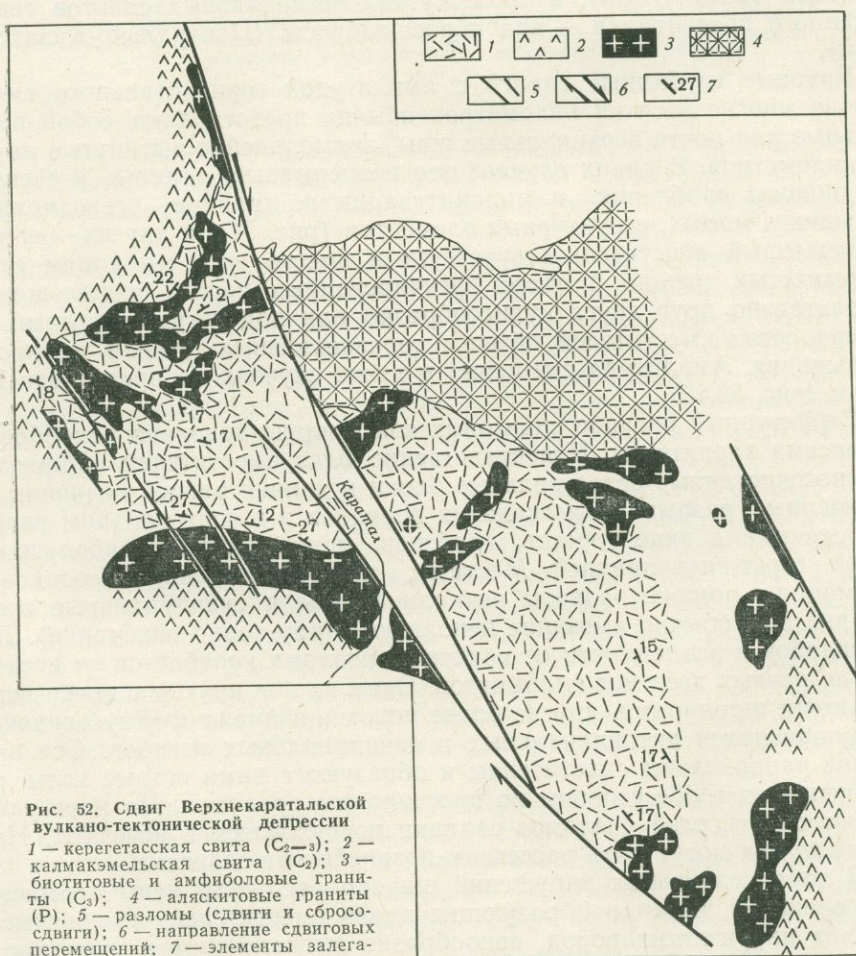 1 2 3 4
5 6 27 7
22
12
18
17
17
12
12
27
Каратал
15
17
17
Рис. 52. Сдвиг Верхнекаратальской
вулкано-тектонической депрессии
1 — керегетасская свита (C₂—₃); 2 —
калмакэмельская свита (C₂); 3 —
биотитовые и амфиболовые грани-
ты (C₃); 4 — аляскитовые граниты
(P); 5 — разломы (сдвиги и сбросо-
сдвиги); 6 — направление сдвиговых
перемещений; 7 — элементы залега-